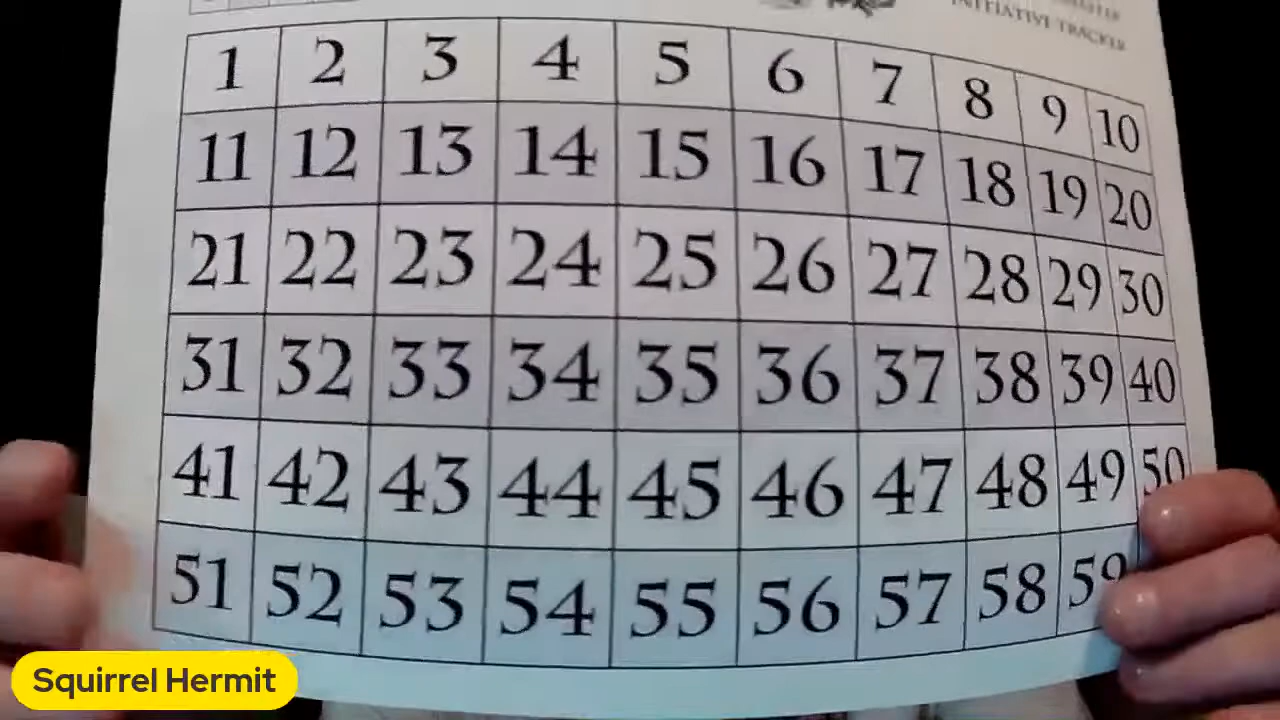 INITIATIVE TRACKER
1 2 3 4 5 6 7 8 9 10
11 12 13 14 15 16 17 18 19 20
21 22 23 24 25 26 27 28 29 30
31 32 33 34 35 36 37 38 39 40
41 42 43 44 45 46 47 48 49 50
51 52 53 54 55 56 57 58 59
Squirrel Hermit